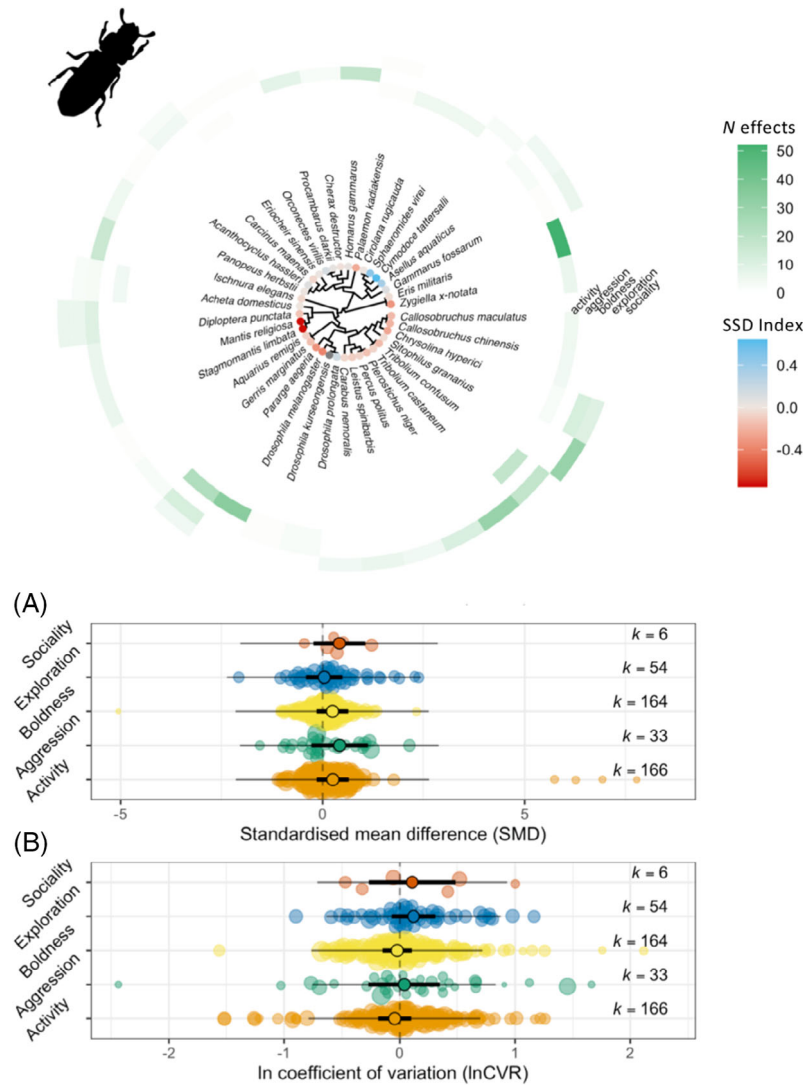 N effects
50
40
30
20
10
0
SSD Index
0.4
0.0
-0.4
activity
aggression
boldness
exploration
sociality
Homarus gammarus
Palaemon kadiakensis
Cirolana rugicauda
Sphaeromides virei
Cymodoce tattersalli
Asellus aquaticus
Gammarus fossarum
Eris militaris
Zygiella x-notata
Callosobruchus maculatus
Callosobruchus chinensis
Chrysolina hyperici
Sitophilus granarius
Tribolium confusum
Tribolium castaneum
Pterostichus niger
Percus politus
Leistus spinibarbis
Carabus nemoralis
Drosophila prolongata
Drosophila kurseongensis
Drosophila melanogaster
Pararge aegeria
Gerris marginatus
Aquarius remigis
Stagmomantis limbata
Mantis religiosa
Diploptera punctata
Acheta domesticus
Ischnura elegans
Panopeus herbstii
Acanthocyclus hassleri
Carcinus maenas
Eriocheir sinensis
Orconectes virilis
Procambarus clarkii
Cherax destructor
(A)
Sociality
k = 6
Exploration
k = 54
Boldness
k = 164
Aggression
k = 33
Activity
k = 166
-5
0
5
Standardised mean difference (SMD)
(B)
Sociality
k = 6
Exploration
k = 54
Boldness
k = 164
Aggression
k = 33
Activity
k = 166
-2
-1
0
1
2
ln coefficient of variation (lnCVR)